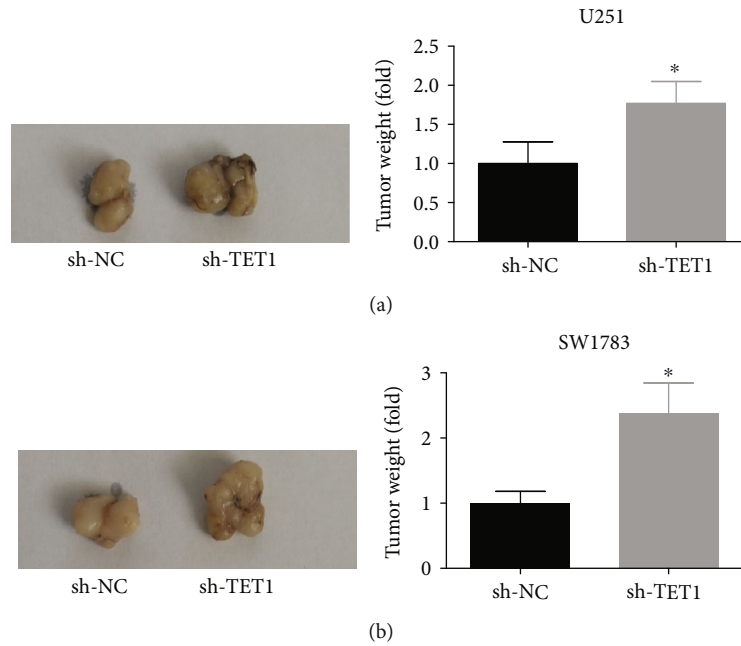 U251
Tumor weight (fold)
2.5
2.0
1.5
1.0
0.5
0.0
*
sh-NC
sh-TET1
sh-NC
sh-TET1
(a)
SW1783
Tumor weight (fold)
3
2
1
0
*
sh-NC
sh-TET1
sh-NC
sh-TET1
(b)